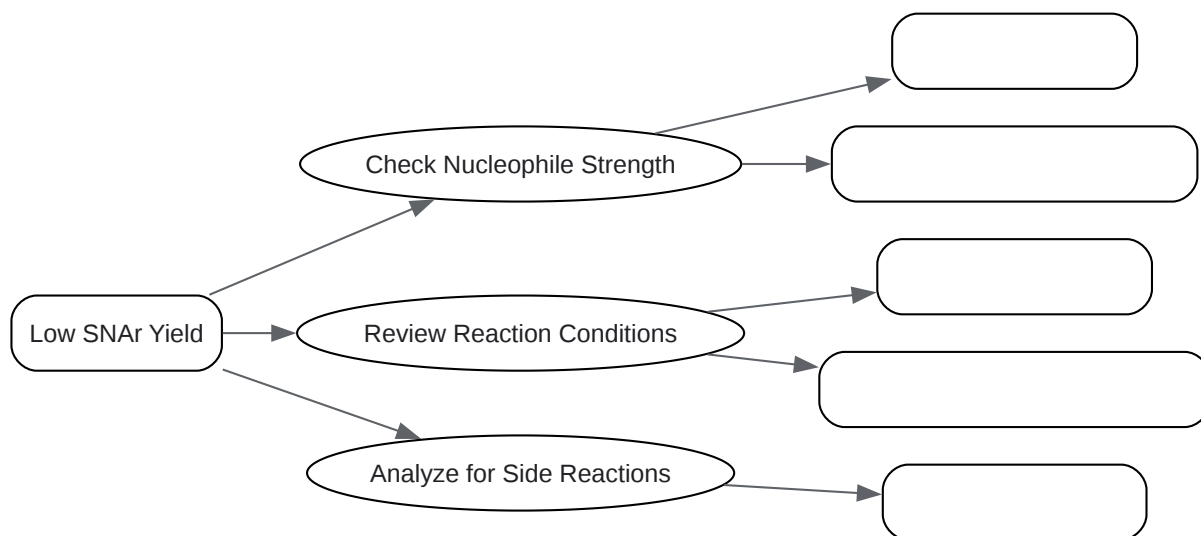 Check Nucleophile Strength
Low SNAr Yield
Review Reaction Conditions
Analyze for Side Reactions